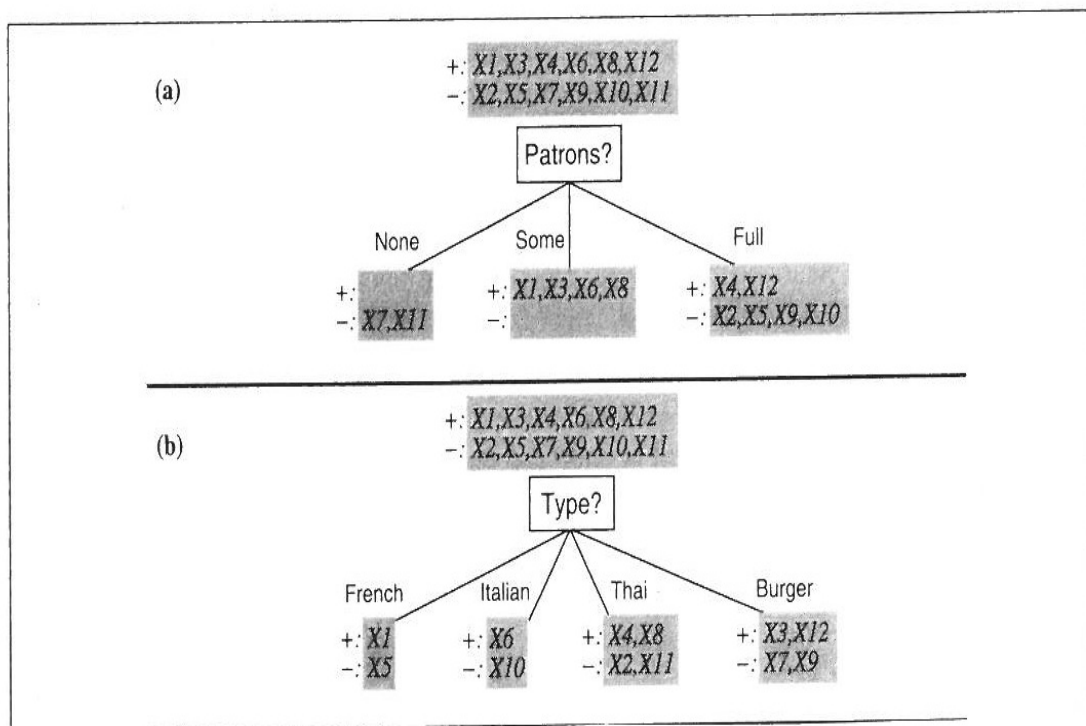 (a)
+: X1,X3,X4,X6,X8,X12
−: X2,X5,X7,X9,X10,X11
Patrons?
None Some Full
+: +: X1,X3,X6,X8 +: X4,X12
−: X7,X11 −: −: X2,X5,X9,X10
(b)
+: X1,X3,X4,X6,X8,X12
−: X2,X5,X7,X9,X10,X11
Type?
French Italian Thai Burger
+: X1 +: X6 +: X4,X8 +: X3,X12
−: X5 −: X10 −: X2,X11 −: X7,X9